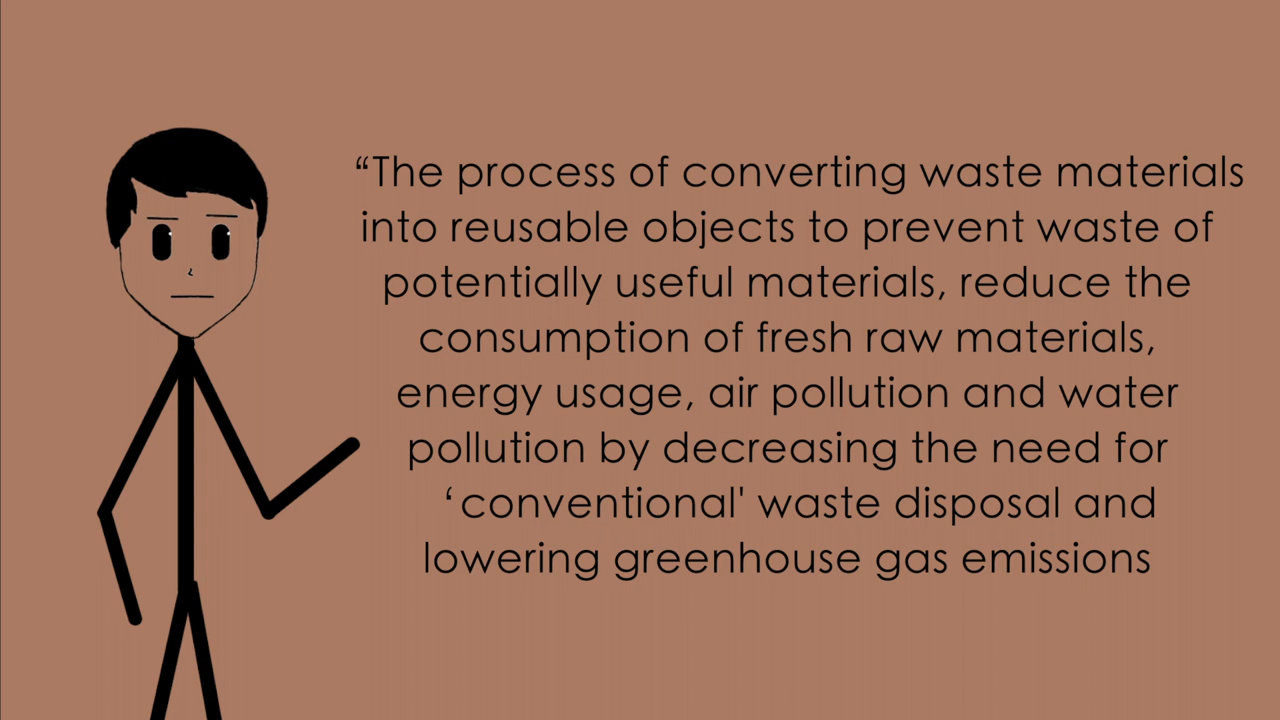 “The process of converting waste materials
into reusable objects to prevent waste of
potentially useful materials, reduce the
consumption of fresh raw materials,
energy usage, air pollution and water
pollution by decreasing the need for
‘conventional' waste disposal and
lowering greenhouse gas emissions